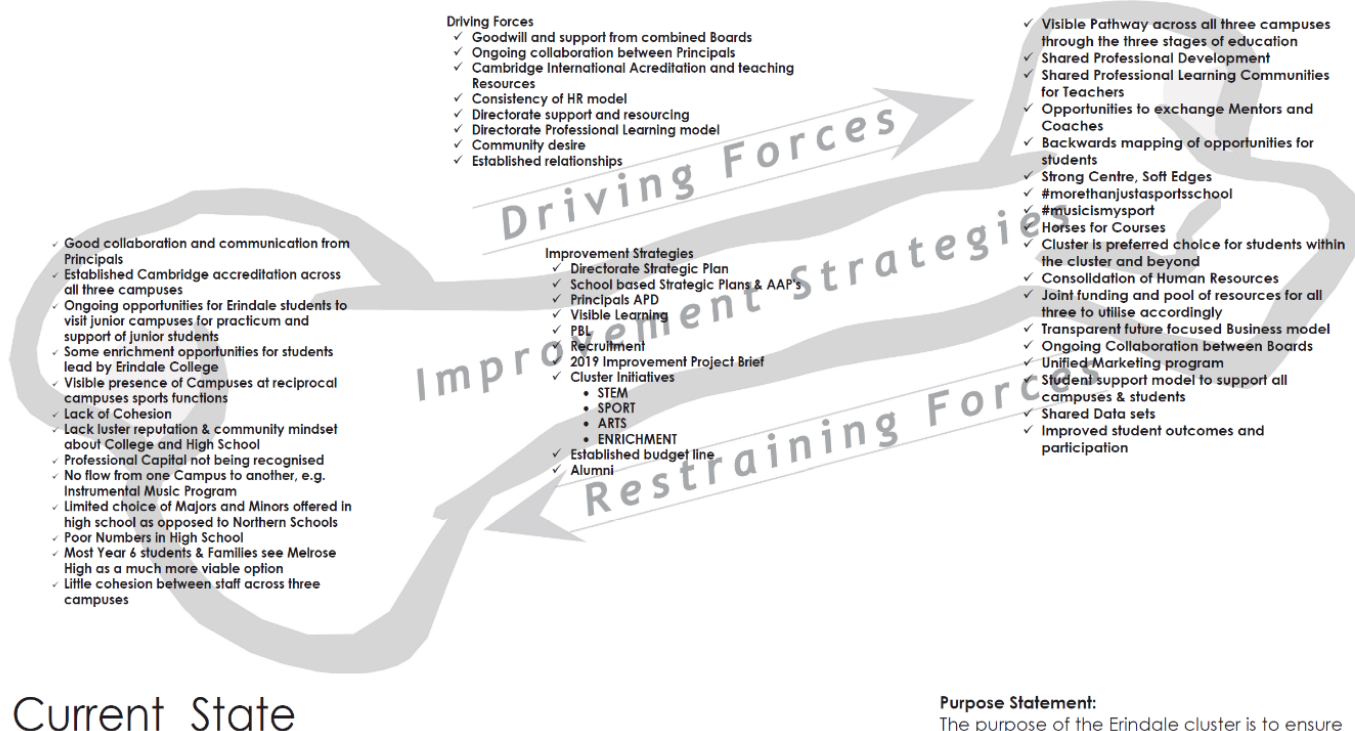 Driving Forces
✓ Goodwill and support from combined Boards
✓ Ongoing collaboration between Principals
✓ Cambridge International Acreditation and teaching
Resources
✓ Consistency of HR model
✓ Directorate support and resourcing
✓ Directorate Professional Learning model
✓ Community desire
✓ Established relationships
Driving Forces
✓ Good collaboration and communication from
Principals
✓ Established Cambridge accreditation across
all three campuses
✓ Ongoing opportunities for Erindale students to
visit junior campuses for practicum and
support of junior students
✓ Some enrichment opportunities for students
lead by Erindale College
✓ Visible presence of Campuses at reciprocal
campuses sports functions
✓ Lack of Cohesion
✓ Lack luster reputation & community mindset
about College and High School
✓ Professional Capital not being recognised
✓ No flow from one Campus to another, e.g.
Instrumental Music Program
✓ Limited choice of Majors and Minors offered in
high school as opposed to Northern Schools
✓ Poor Numbers in High School
✓ Most Year 6 students & Families see Melrose
High as a much more viable option
✓ Little cohesion between staff across three
campuses
Improvement Strategies
✓ Directorate Strategic Plan
✓ School based Strategic Plans & AAP's
✓ Principals APD
✓ Visible Learning
✓ PBL
✓ Recruitment
✓ 2019 Improvement Project Brief
✓ Cluster Initiatives
• STEM
• SPORT
• ARTS
• ENRICHMENT
✓ Established budget line
✓ Alumni
Improvement Strategies
Restraining Forces
✓ Visible Pathway across all three campuses
through the three stages of education
✓ Shared Professional Development
✓ Shared Professional Learning Communities
for Teachers
✓ Opportunities to exchange Mentors and
Coaches
✓ Backwards mapping of opportunities for
students
✓ Strong Centre, Soft Edges
✓ #morethanjustasportsschool
✓ #musicismysport
✓ Horses for Courses
✓ Cluster is preferred choice for students within
the cluster and beyond
✓ Consolidation of Human Resources
✓ Joint funding and pool of resources for all
three to utilise accordingly
✓ Transparent future focused Business model
✓ Ongoing Collaboration between Boards
✓ Unified Marketing program
✓ Student support model to support all
campuses & students
✓ Shared Data sets
✓ Improved student outcomes and
participation
Current State
Purpose Statement:
The purpose of the Erindale cluster is to ensure